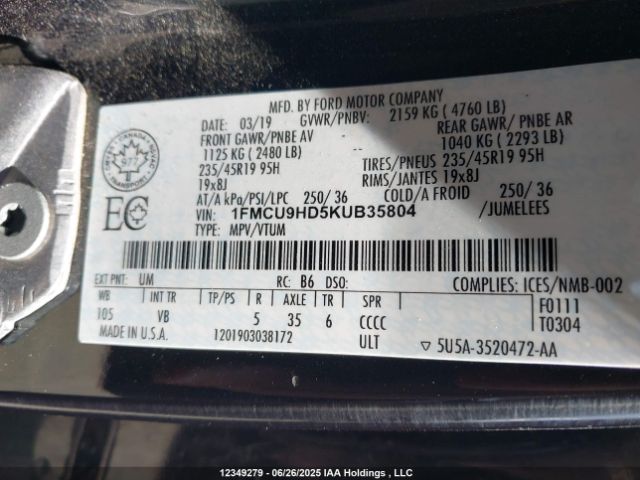 MFD. BY FORD MOTOR COMPANY
DATE: 03/19 GVWR/PNBV: 2159 KG ( 4760 LB)
FRONT GAWR/PNBE AV REAR GAWR/ PNBE AR
1125 KG ( 2480 LB) 1040 KG ( 2293 LB)
235/45R19 95H TIRES/PNEUS 235/45R19 95H
19x8J RIMS/JANTES 19x8J
AT/A kPa/PSI/LPC 250/ 36 COLD/A FROID 250/ 36
VIN: 1FMCU9HD5KUB35804 /JUMELEES
TYPE: MPV/VTUM
CANADA
977
TRANSPORT
EC
EXT PNT: UM RC: B6 DSO: COMPLIES: ICES/NMB-002
WB INT TR TP/PS R AXLE TR SPR F0111
105 VB 5 35 6 CCCC T0304
MADE IN U.S.A. 1201903038172 ULT ▽ 5U5A-3520472-AA
12349279 - 06/26/2025 IAA Holdings , LLC